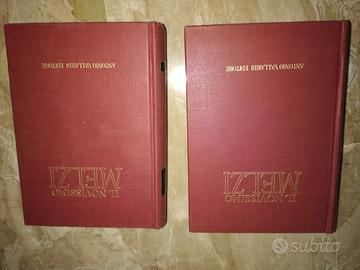 IL NOVISSIMO
MELZI
ANTONIO VALLARDI EDITORE
IL NOVISSIMO
MELZI
ANTONIO VALLARDI EDITORE
subito